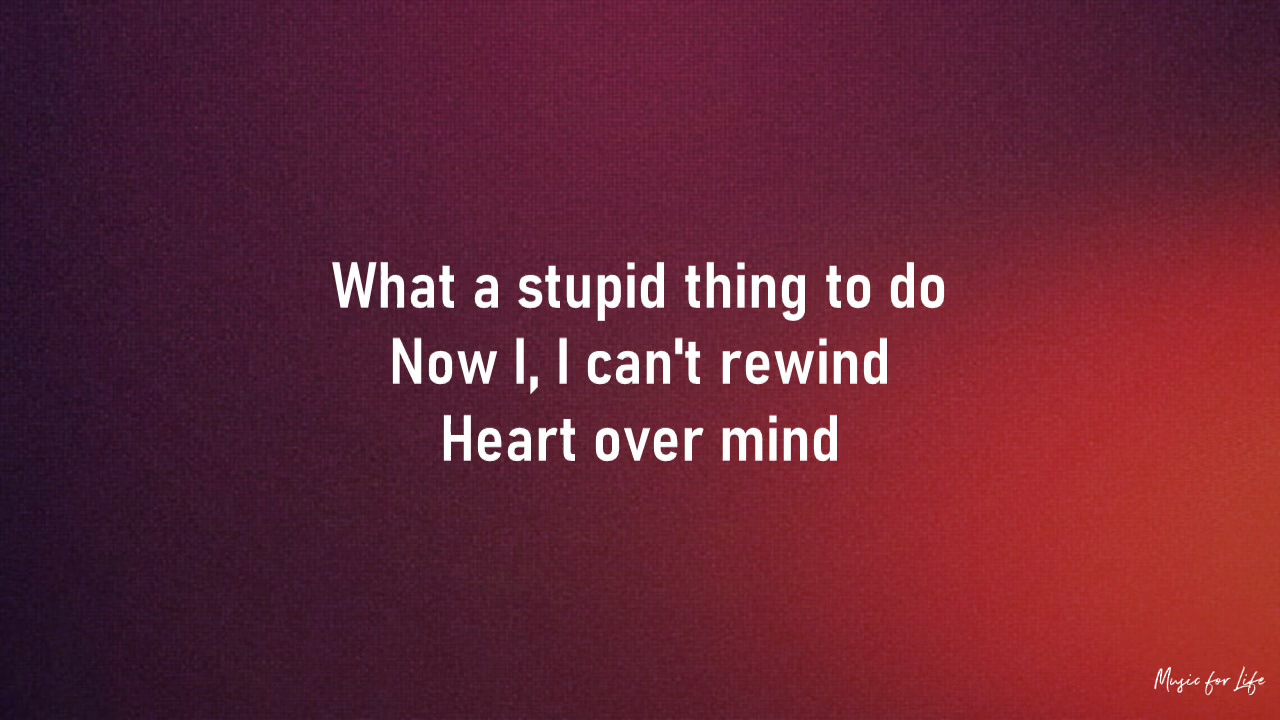 What a stupid thing to do
Now I, I can't rewind
Heart over mind
Music for Life